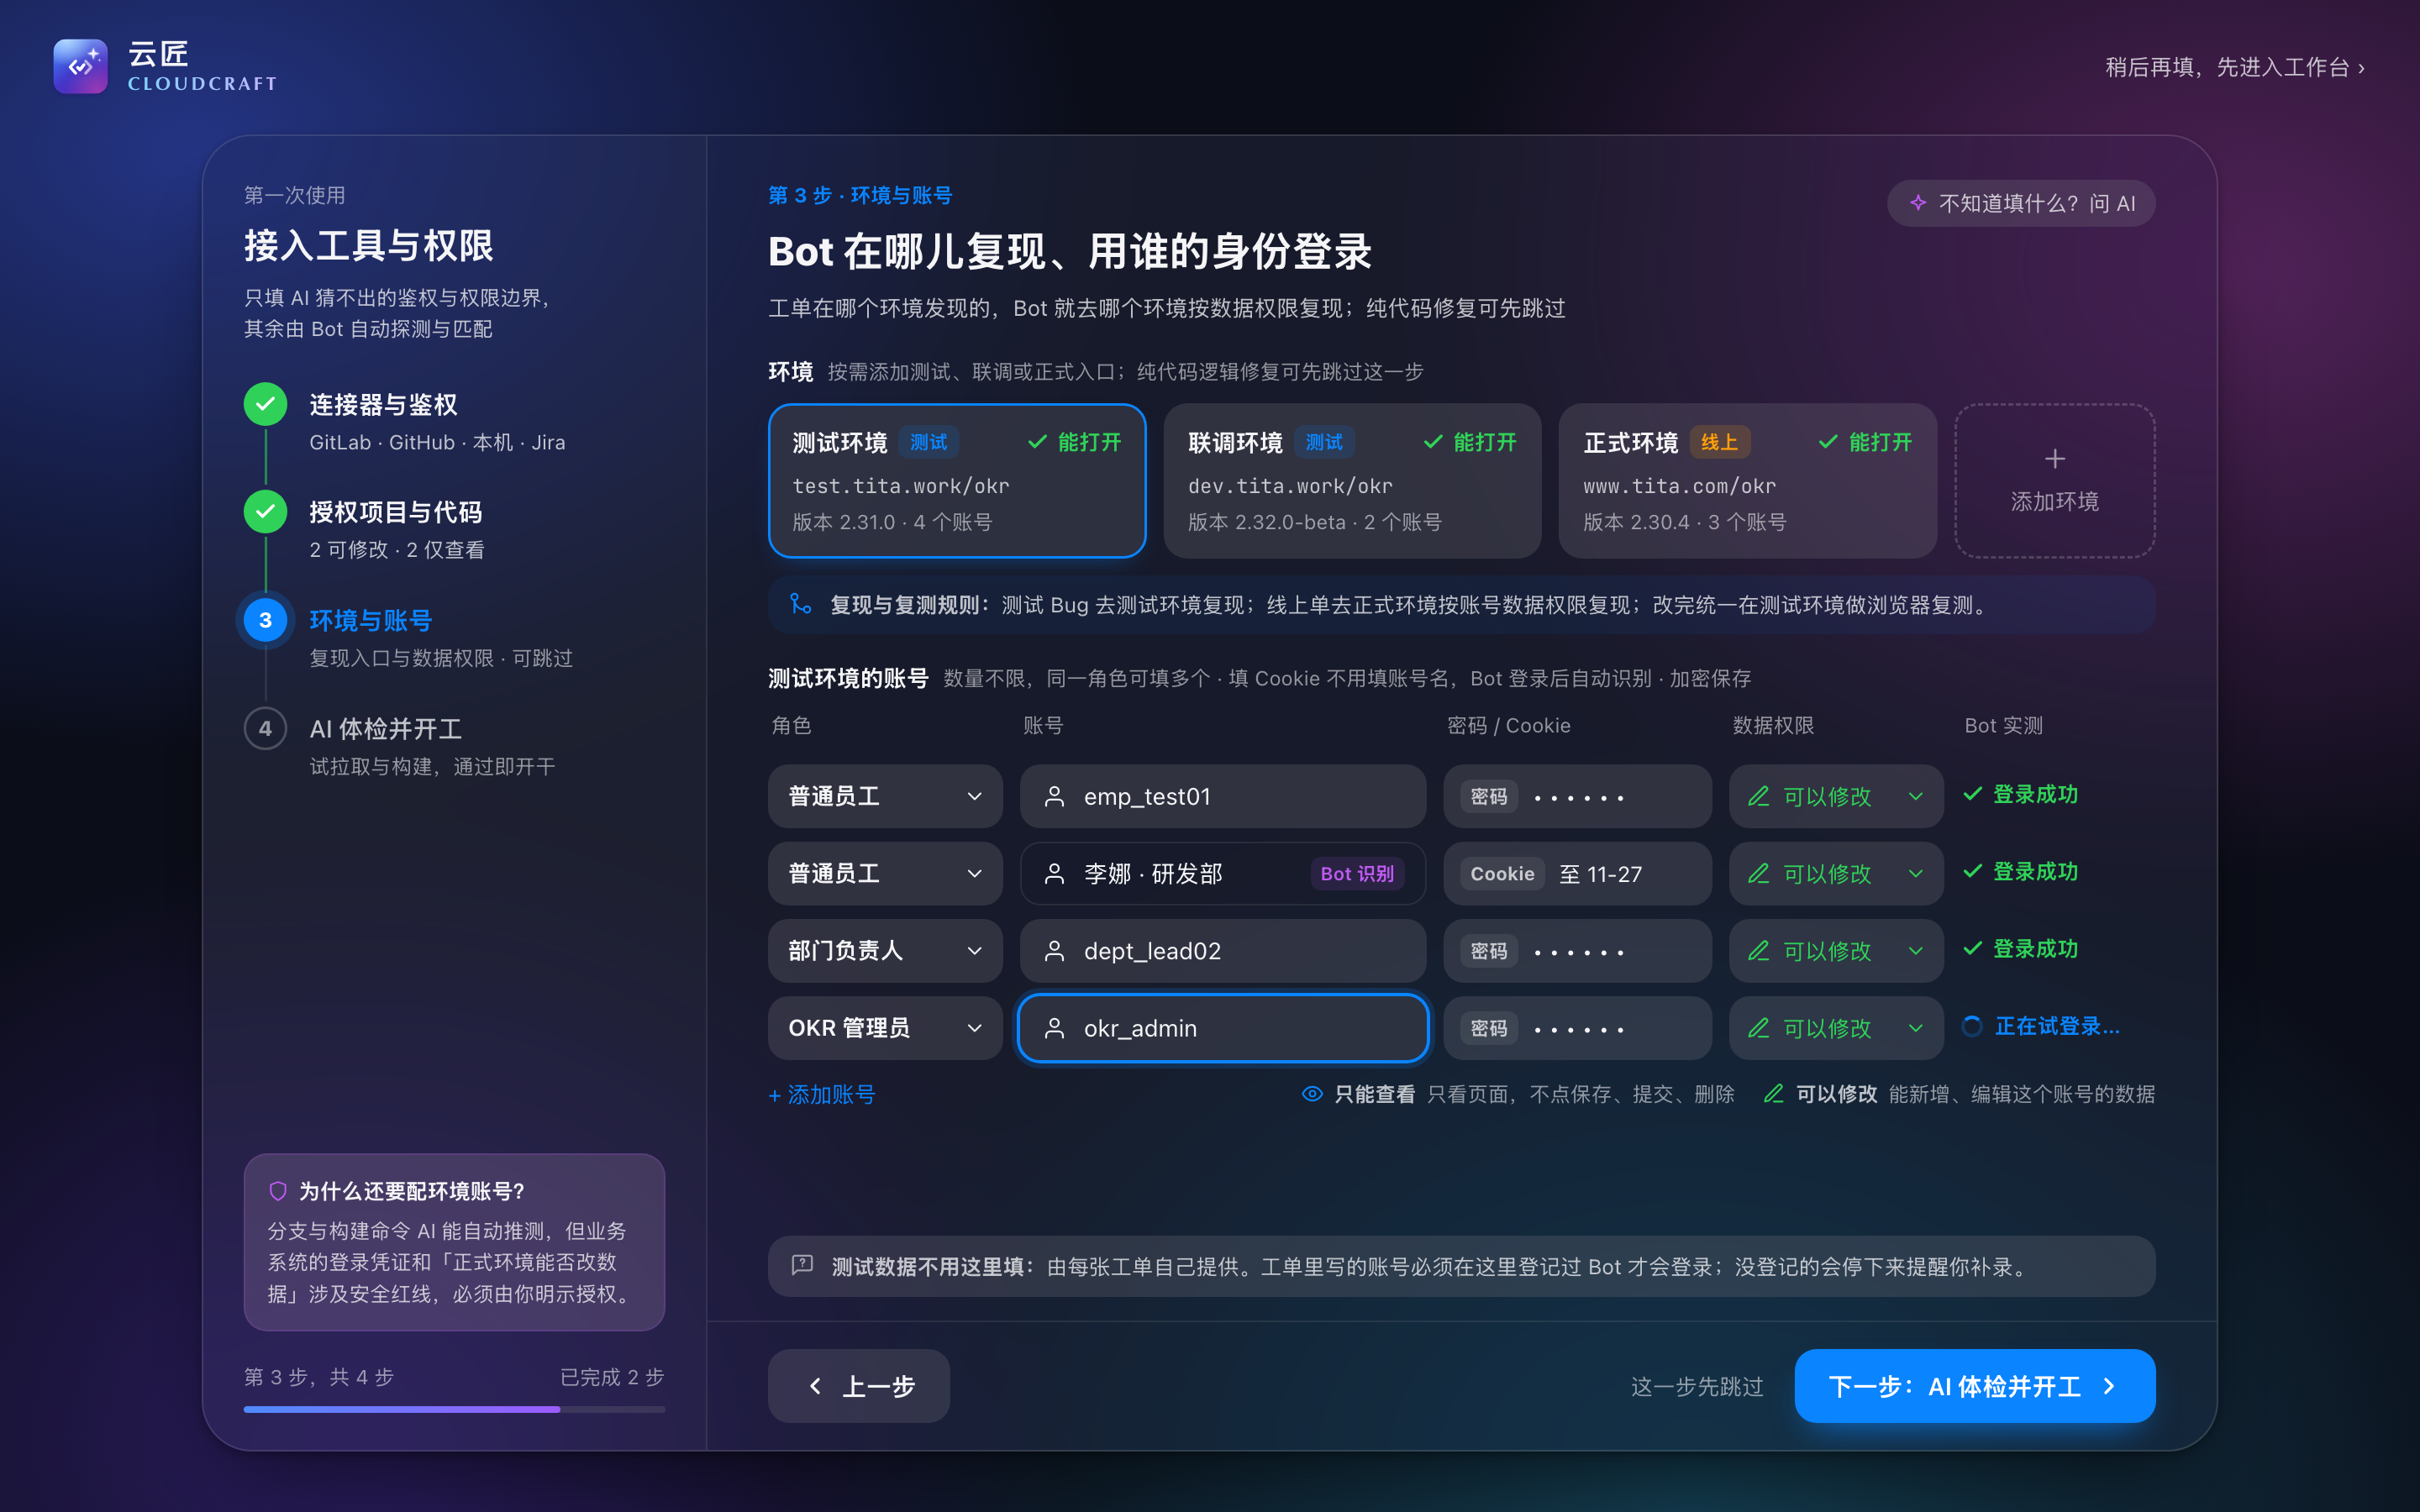 云匠
CLOUDCRAFT
稍后再填，先进入工作台 ›
第一次使用
接入工具与权限
只填 AI 猜不出的鉴权与权限边界，
其余由 Bot 自动探测与匹配
连接器与鉴权
GitLab · GitHub · 本机 · Jira
授权项目与代码
2 可修改 · 2 仅查看
3 环境与账号
复现入口与数据权限 · 可跳过
4 AI 体检并开工
试拉取与构建，通过即开干
为什么还要配环境账号？
分支与构建命令 AI 能自动推测，但业务
系统的登录凭证和「正式环境能否改数
据」涉及安全红线，必须由你明示授权。
第 3 步，共 4 步 已完成 2 步
第 3 步 · 环境与账号
不知道填什么？问 AI
Bot 在哪儿复现、用谁的身份登录
工单在哪个环境发现的，Bot 就去哪个环境按数据权限复现；纯代码修复可先跳过
环境 按需添加测试、联调或正式入口；纯代码逻辑修复可先跳过这一步
测试环境 测试 能打开
test.tita.work/okr
版本 2.31.0 · 4 个账号
联调环境 测试 能打开
dev.tita.work/okr
版本 2.32.0-beta · 2 个账号
正式环境 线上 能打开
www.tita.com/okr
版本 2.30.4 · 3 个账号
+
添加环境
复现与复测规则：测试 Bug 去测试环境复现；线上单去正式环境按账号数据权限复现；改完统一在测试环境做浏览器复测。
测试环境的账号 数量不限，同一角色可填多个 · 填 Cookie 不用填账号名，Bot 登录后自动识别 · 加密保存
角色 账号 密码 / Cookie 数据权限 Bot 实测
普通员工 emp_test01 密码 •••••• 可以修改 登录成功
普通员工 李娜 · 研发部 Bot 识别 Cookie 至 11-27 可以修改 登录成功
部门负责人 dept_lead02 密码 •••••• 可以修改 登录成功
OKR 管理员 okr_admin 密码 •••••• 可以修改 正在试登录...
+ 添加账号 只能查看 只看页面，不点保存、提交、删除 可以修改 能新增、编辑这个账号的数据
测试数据不用这里填：由每张工单自己提供。工单里写的账号必须在这里登记过 Bot 才会登录；没登记的会停下来提醒你补录。
上一步 这一步先跳过 下一步：AI 体检并开工